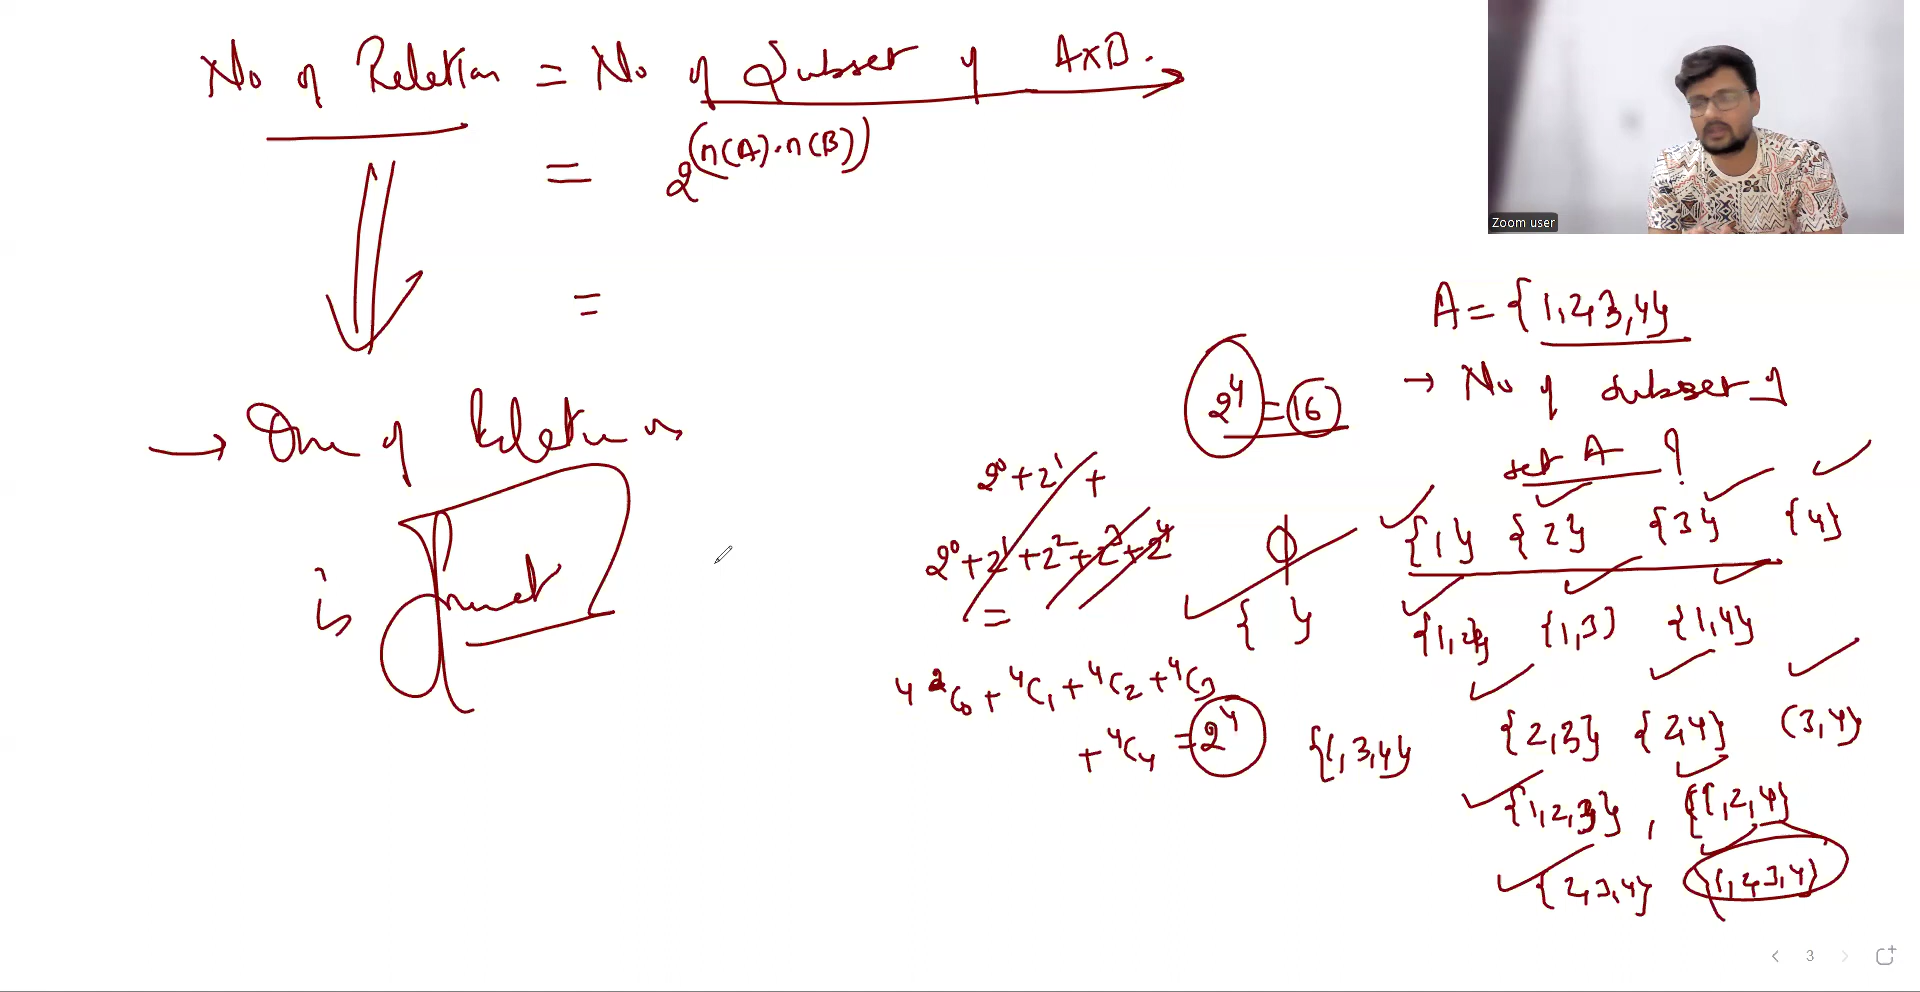 No of Relation = No of Subset of A×B.
= 2^(n(A)·n(B))
=
→ One of Relation
is
Zoom user
A = {1,2,3,4}
→ No of subset of
set A ?
2^4 = 16
2^0 + 2^1 +
2^0 + 2^1 + 2^2 + 2^3 + 2^4
=
4C0 + 4C1 + 4C2 + 4C3
+ 4C4 = 2^4
ϕ
{ }
{1} {2} {3} {4}
{1,2} {1,3} {1,4}
{2,3} {2,4} (3,4)
{1,3,4}
{1,2,3} , {1,2,4}
{2,3,4} {1,2,3,4}
3